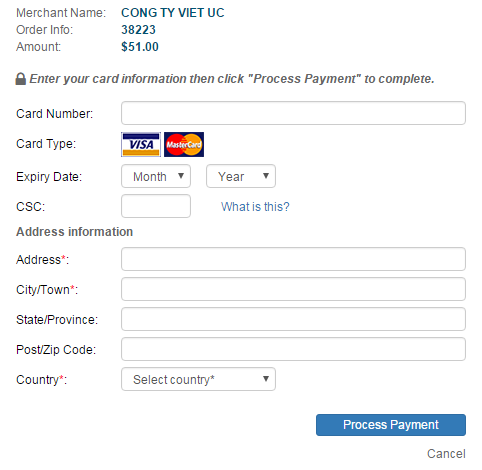 Merchant Name: CONG TY VIET UC
Order Info: 38223
Amount: $51.00
Enter your card information then click "Process Payment" to complete.
Card Number:
Card Type: VISA MasterCard
Expiry Date: Month Year
CSC: What is this?
Address information
Address*:
City/Town*:
State/Province:
Post/Zip Code:
Country*: Select country*
Process Payment
Cancel